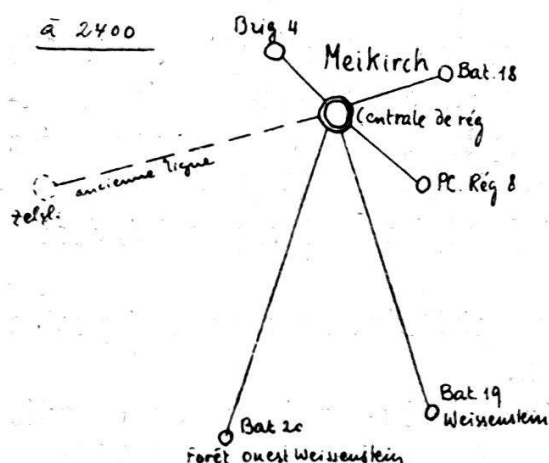 à 2400
Brig 4
Meikirch
Bat. 18
Centrale de rég
ancienne ligne
PC. Rég 8
Bat 19
Weissenstein
Bat 20
Forêt ouest Weissenstein